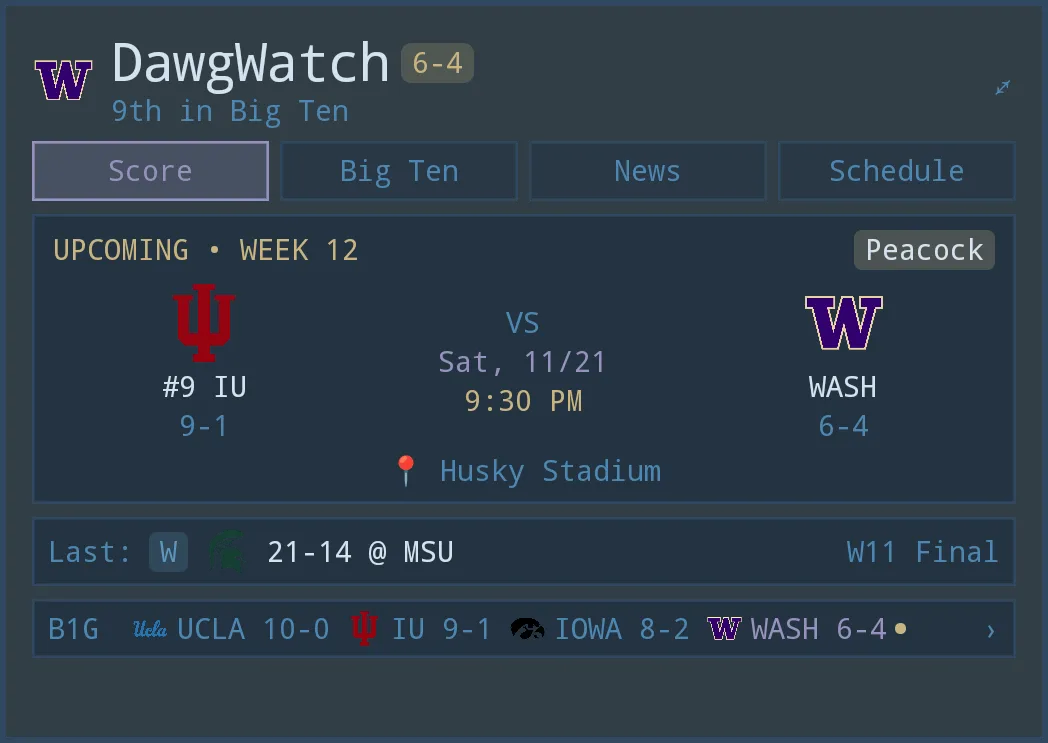 W DawgWatch 6-4
9th in Big Ten
Score Big Ten News Schedule
UPCOMING • WEEK 12 Peacock
VS
Sat, 11/21
9:30 PM
#9 IU
9-1
W
WASH
6-4
Husky Stadium
Last: W 21-14 @ MSU W11 Final
B1G Ucla UCLA 10-0 IU 9-1 IOWA 8-2 W WASH 6-4 • ›